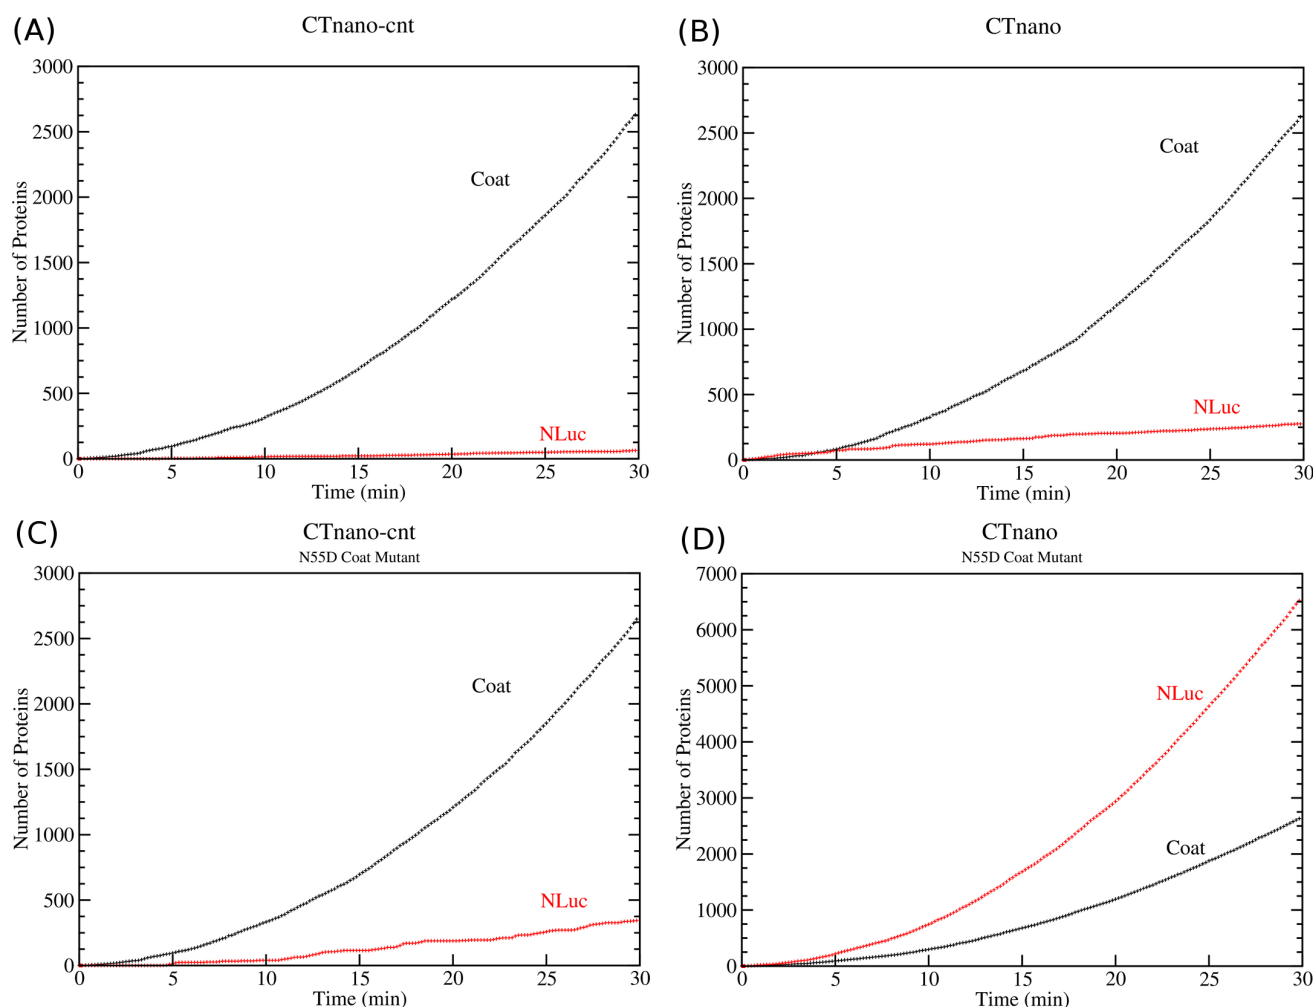 (A)
CTnano-cnt
3000
2500
2000
1500
1000
500
0
Number of Proteins
Coat
NLuc
0 5 10 15 20 25 30
Time (min)
(B)
CTnano
3000
2500
2000
1500
1000
500
0
Number of Proteins
Coat
NLuc
0 5 10 15 20 25 30
Time (min)
(C)
CTnano-cnt
N55D Coat Mutant
3000
2500
2000
1500
1000
500
0
Number of Proteins
Coat
NLuc
0 5 10 15 20 25 30
Time (min)
(D)
CTnano
N55D Coat Mutant
7000
6000
5000
4000
3000
2000
1000
0
Number of Proteins
NLuc
Coat
0 5 10 15 20 25 30
Time (min)